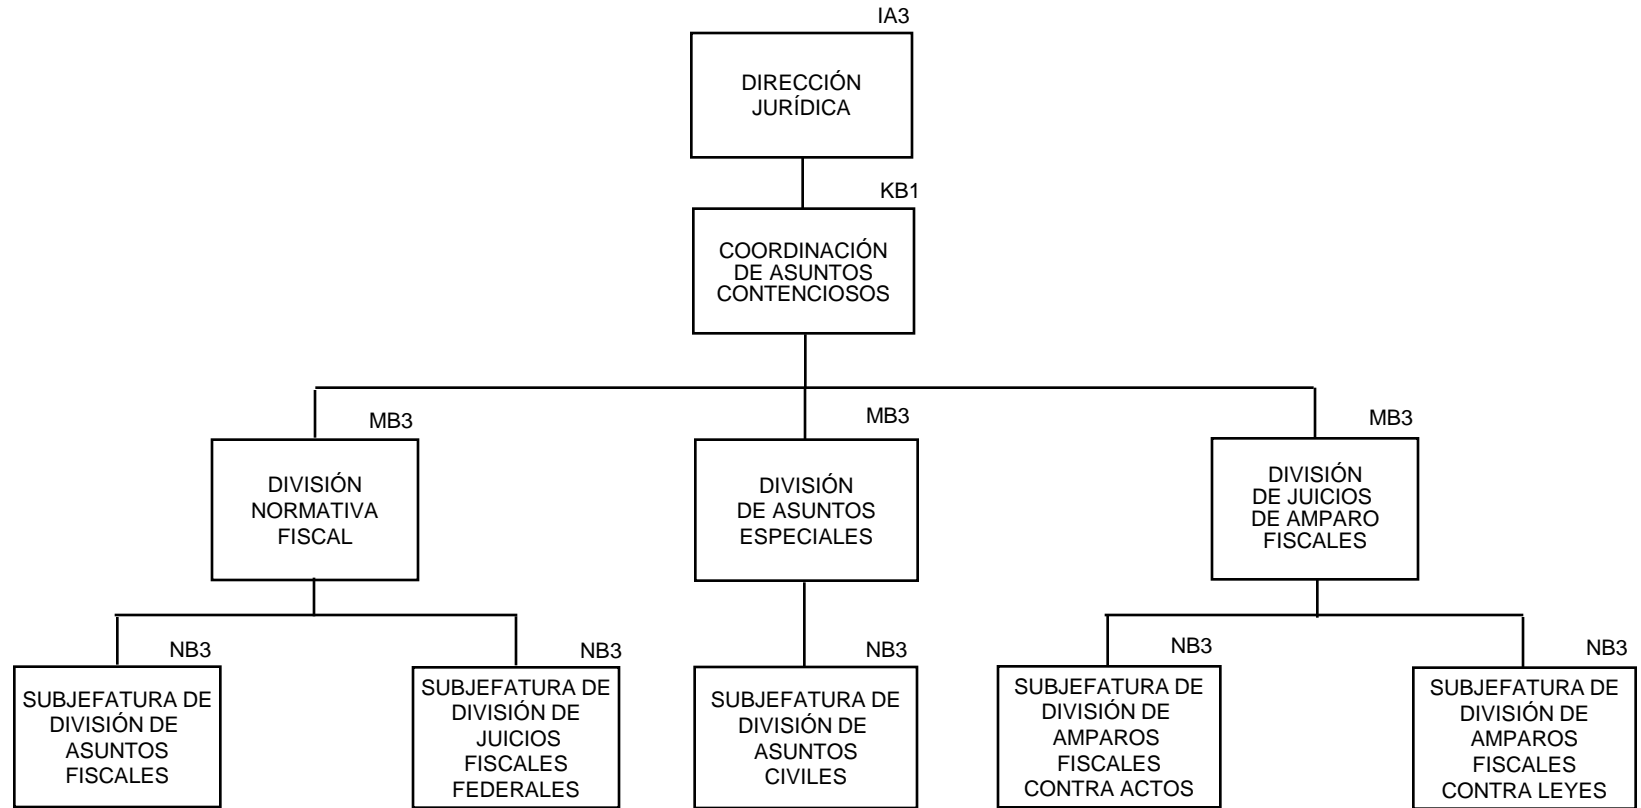 IA3
DIRECCIÓN
JURÍDICA
KB1
COORDINACIÓN
DE ASUNTOS
CONTENCIOSOS
MB3
DIVISIÓN
NORMATIVA
FISCAL
MB3
DIVISIÓN
DE ASUNTOS
ESPECIALES
MB3
DIVISIÓN
DE JUICIOS
DE AMPARO
FISCALES
NB3
SUBJEFATURA DE
DIVISIÓN DE
ASUNTOS
FISCALES
NB3
SUBJEFATURA DE
DIVISIÓN DE
JUICIOS
FISCALES
FEDERALES
NB3
SUBJEFATURA DE
DIVISIÓN DE
ASUNTOS
CIVILES
NB3
SUBJEFATURA DE
DIVISIÓN DE
AMPAROS
FISCALES
CONTRA ACTOS
NB3
SUBJEFATURA DE
DIVISIÓN DE
AMPAROS
FISCALES
CONTRA LEYES